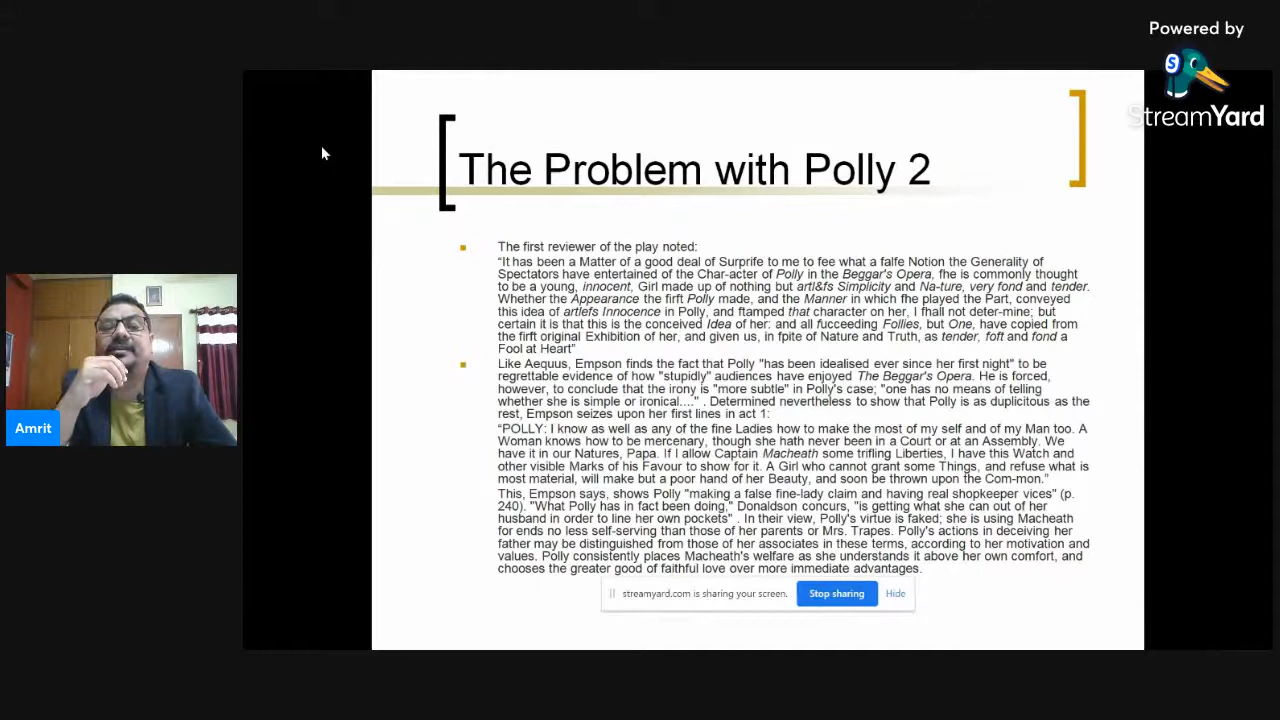 Powered by
StreamYard
The Problem with Polly 2
The first reviewer of the play noted:
“It has been a Matter of a good deal of Surprife to me to fee what a falfe Notion the Generality of
Spectators have entertained of the Char-acter of Polly in the Beggar's Opera, fhe is commonly thought
to be a young, innocent, Girl made up of nothing but artl&fs Simplicity and Na-ture, very fond and tender.
Whether the Appearance the firft Polly made, and the Manner in which fhe played the Part, conveyed
this idea of artlefs Innocence in Polly, and ftamped that character on her, I fhall not deter-mine; but
certain it is that this is the conceived Idea of her: and all fucceeding Follies, but One, have copied from
the firft original Exhibition of her, and given us, in fpite of Nature and Truth, as tender, foft and fond a
Fool at Heart”
Like Aequus, Empson finds the fact that Polly "has been idealised ever since her first night" to be
regrettable evidence of how "stupidly" audiences have enjoyed The Beggar's Opera. He is forced,
however, to conclude that the irony is "more subtle" in Plly's case; "one has no means of telling
whether she is simple or ironical...." . Determined nevertheless to show that Polly is as duplicitous as the
rest, Empson seizes upon her first lines in act 1:
“POLLY: I know as well as any of the fine Ladies how to make the most of my self and of my Man too. A
Woman knows how to be mercenary, though she hath never been in a Court or at an Assembly. We
have it in our Natures, Papa. If I allow Captain Macheath some trifling Liberties, I have this Watch and
other visible Marks of his Favour to show for it. A Girl who cannot grant some Things, and refuse what is
most material, will make but a poor hand of her Beauty, and soon be thrown upon the Com-mon.”
This, Empson says, shows Polly "making a false fine-lady claim and having real shopkeeper vices" (p.
240). "What Polly has in fact been doing," Donaldson concurs, "is getting what she can out of her
husband in order to line her own pockets" . In their view, Polly's virtue is faked; she is using Macheath
for ends no less self-serving than those of her parents or Mrs. Trapes. Polly's actions in deceiving her
father may be distinguished from those of her associates in these terms, according to her motivation and
values. Polly consistently places Macheath's welfare as she understands it above her own comfort, and
chooses the greater good of faithful love over more immediate advantages.
Amrit
streamyard.com is sharing your screen.
Stop sharing
Hide